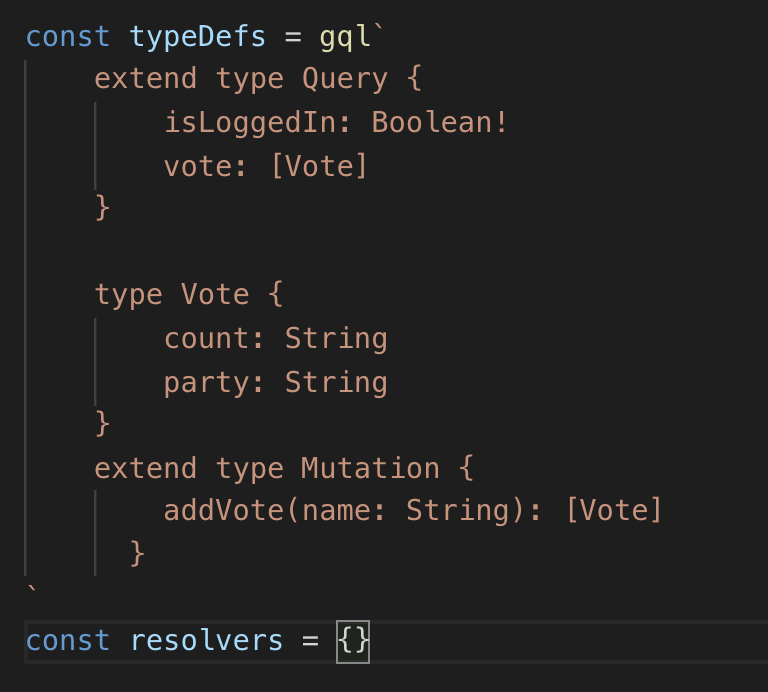 const typeDefs = gql`
    extend type Query {
        isLoggedIn: Boolean!
        vote: [Vote]
    }

    type Vote {
        count: String
        party: String
    }
    extend type Mutation {
        addVote(name: String): [Vote]
      }
`
const resolvers = {}